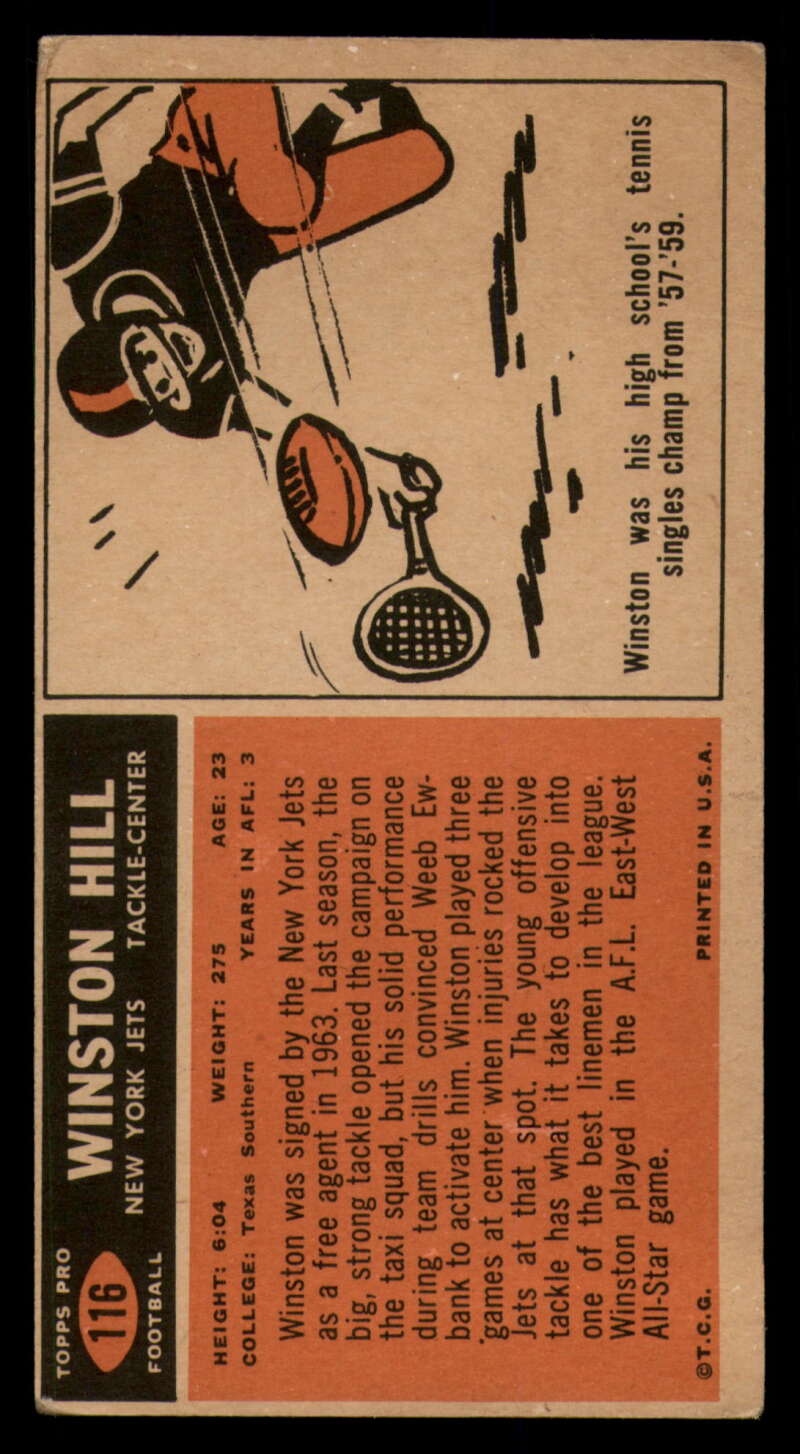 TOPPS PRO
116
FOOTBALL
WINSTON HILL
NEW YORK JETS TACKLE-CENTER
HEIGHT: 6:04 WEIGHT: 275 AGE: 23
COLLEGE: Texas Southern YEARS IN AFL: 3
Winston was signed by the New York Jets
as a free agent in 1963. Last season, the
big, strong tackle opened the campaign on
the taxi squad, but his solid performance
during team drills convinced Weeb Ew-
bank to activate him. Winston played three
games at center when injuries rocked the
Jets at that spot. The young offensive
tackle has what it takes to develop into
one of the best linemen in the league.
Winston played in the A.F.L. East-West
All-Star game.
©T.C.G. PRINTED IN U.S.A.
Winston was his high school's tennis
singles champ from '57-'59.